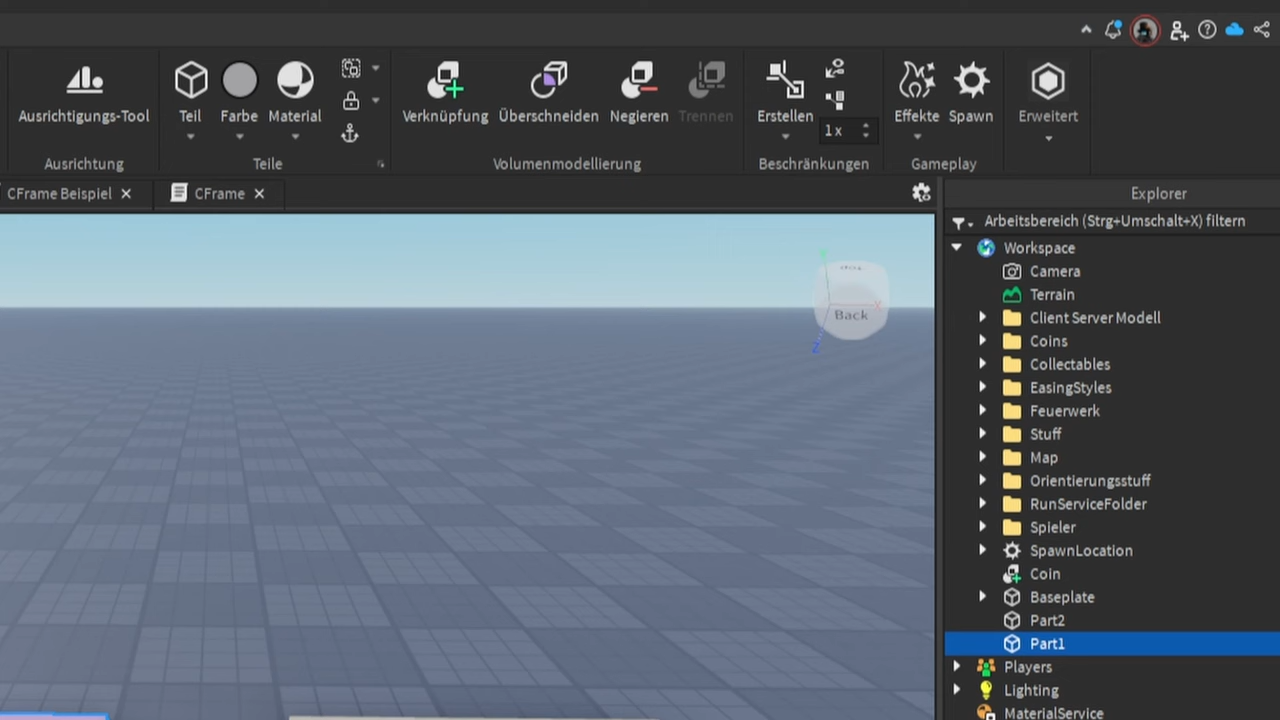 Ausrichtigungs-Tool
Teil
Farbe
Material
Verknüpfung
Überschneiden
Negieren
Trennen
Erstellen
1x
Effekte
Spawn
Erweitert
Ausrichtung
Teile
Volumenmodellierung
Beschränkungen
Gameplay
CFrame Beispiel
CFrame
Explorer
Arbeitsbereich (Strg+Umschalt+X) filtern
Workspace
Camera
Terrain
Client Server Modell
Coins
Collectables
EasingStyles
Feuerwerk
Stuff
Map
Orientierungsstuff
RunServiceFolder
Spieler
SpawnLocation
Coin
Baseplate
Part2
Part1
Players
Lighting
MaterialService
Top
Back
X
Z